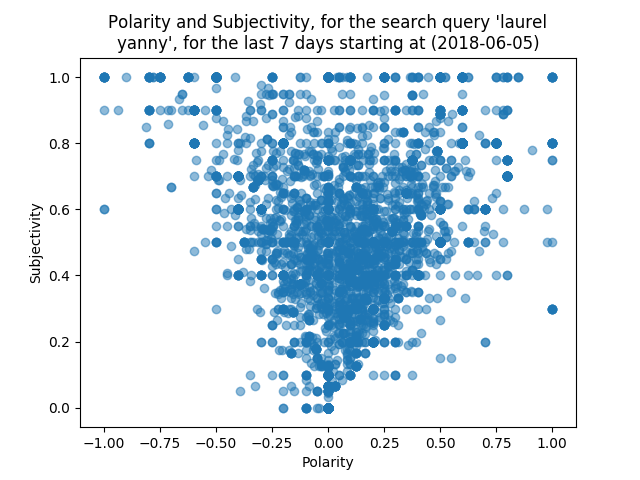 Polarity and Subjectivity, for the search query 'laurel
yanny', for the last 7 days starting at (2018-06-05)
1.0
0.8
0.6
0.4
0.2
0.0
Subjectivity
−1.00 −0.75 −0.50 −0.25 0.00 0.25 0.50 0.75 1.00
Polarity